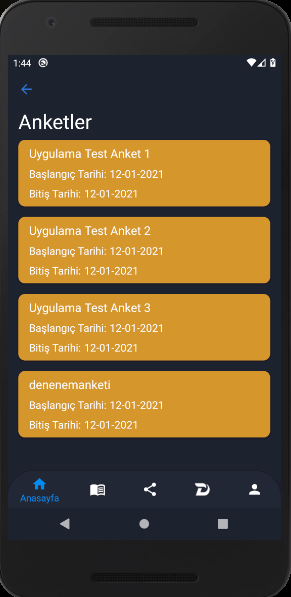 1:44
Anketler
Uygulama Test Anket 1
Başlangıç Tarihi: 12-01-2021
Bitiş Tarihi: 12-01-2021
Uygulama Test Anket 2
Başlangıç Tarihi: 12-01-2021
Bitiş Tarihi: 12-01-2021
Uygulama Test Anket 3
Başlangıç Tarihi: 12-01-2021
Bitiş Tarihi: 12-01-2021
denenemanketi
Başlangıç Tarihi: 12-01-2021
Bitiş Tarihi: 12-01-2021
Anasayfa